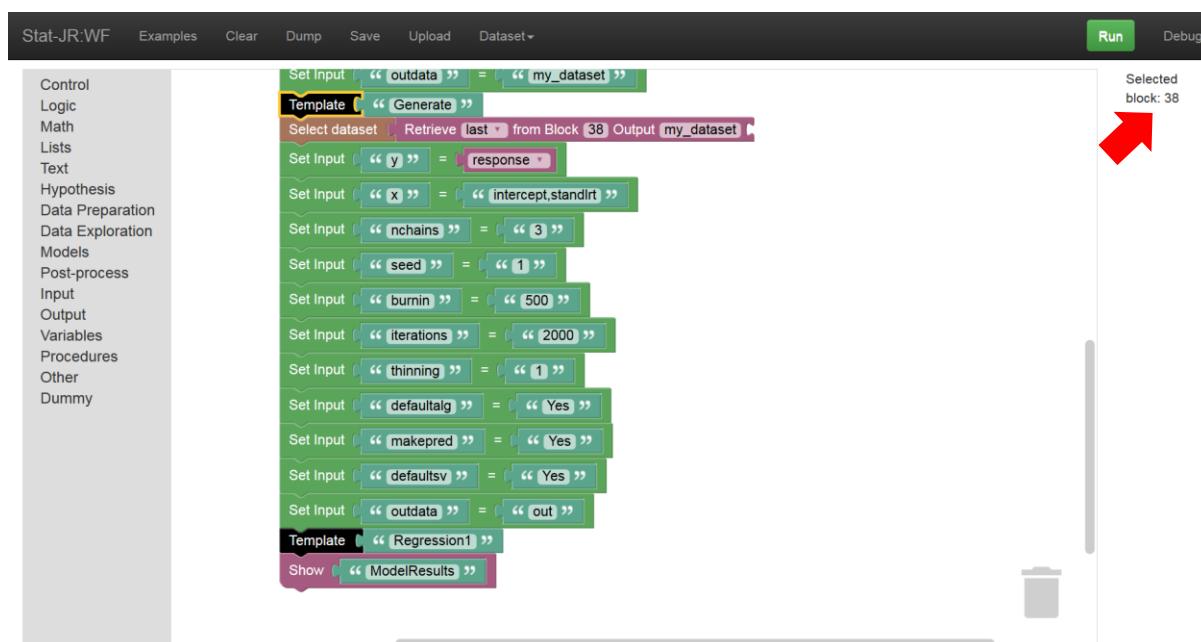 Stat-JR:WF Examples Clear Dump Save Upload Dataset Run Debug
Control
Logic
Math
Lists
Text
Hypothesis
Data Preparation
Data Exploration
Models
Post-process
Input
Output
Variables
Procedures
Other
Dummy
Set Input “ outdata ” = “ my_dataset ”
Template “ Generate ”
Select dataset Retrieve last from Block 38 Output my_dataset
Set Input “ y ” = response
Set Input “ x ” = “ intercept,standlrt ”
Set Input “ nchains ” = “ 3 ”
Set Input “ seed ” = “ 1 ”
Set Input “ burnin ” = “ 500 ”
Set Input “ iterations ” = “ 2000 ”
Set Input “ thinning ” = “ 1 ”
Set Input “ defaultalg ” = “ Yes ”
Set Input “ makepred ” = “ Yes ”
Set Input “ defaultsv ” = “ Yes ”
Set Input “ outdata ” = “ out ”
Template “ Regression1 ”
Show “ ModelResults ”
Selected
block: 38